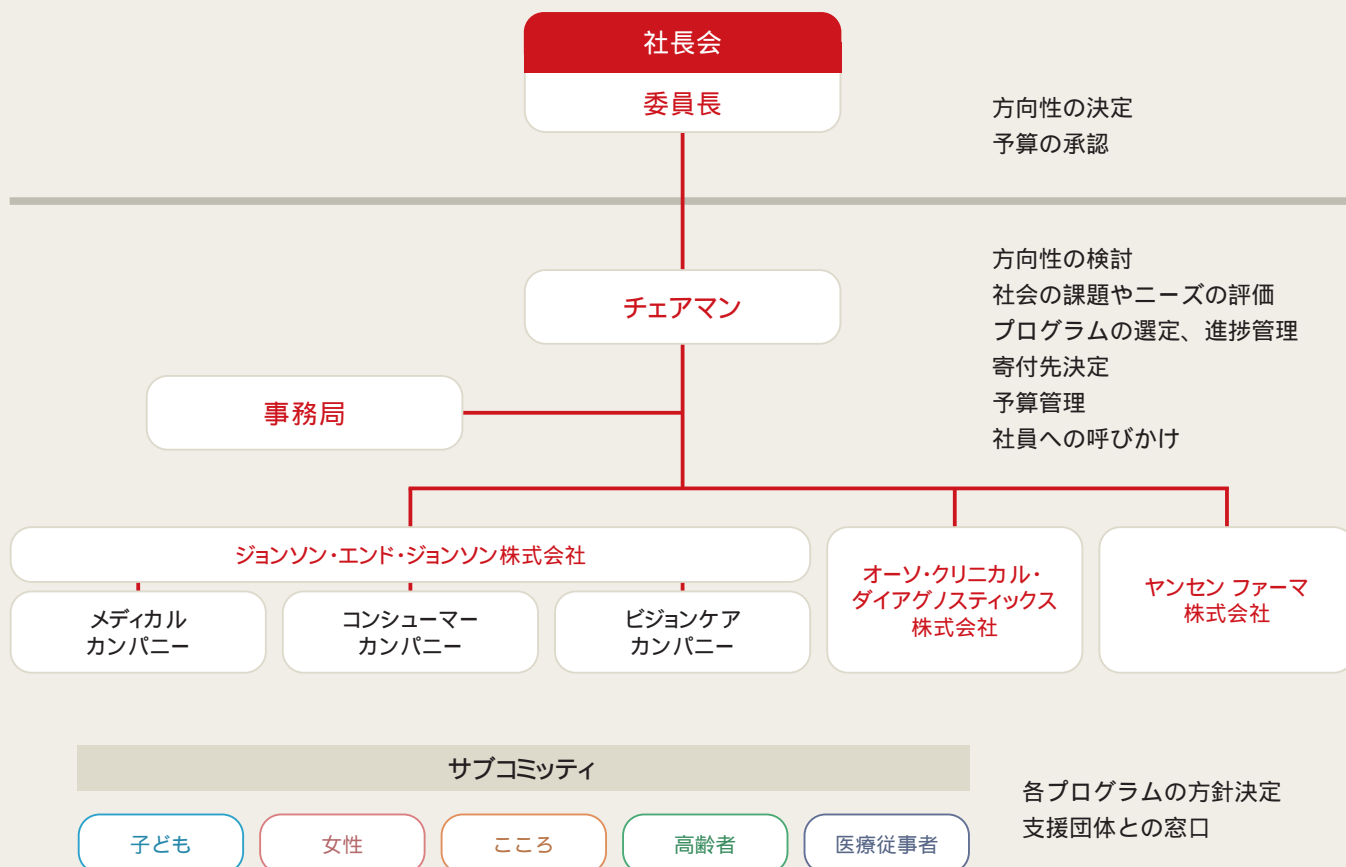 社長会
委員長
方向性の決定
予算の承認
チェアマン
方向性の検討
社会の課題やニーズの評価
プログラムの選定、進捗管理
寄付先決定
予算管理
社員への呼びかけ
事務局
ジョンソン・エンド・ジョンソン株式会社
メディカル
カンパニー
コンシューマー
カンパニー
ビジョンケア
カンパニー
オーソ・クリニカル・
ダイアグノスティックス
株式会社
ヤンセン ファーマ
株式会社
サブコミッティ
子ども
女性
こころ
高齢者
医療従事者
各プログラムの方針決定
支援団体との窓口